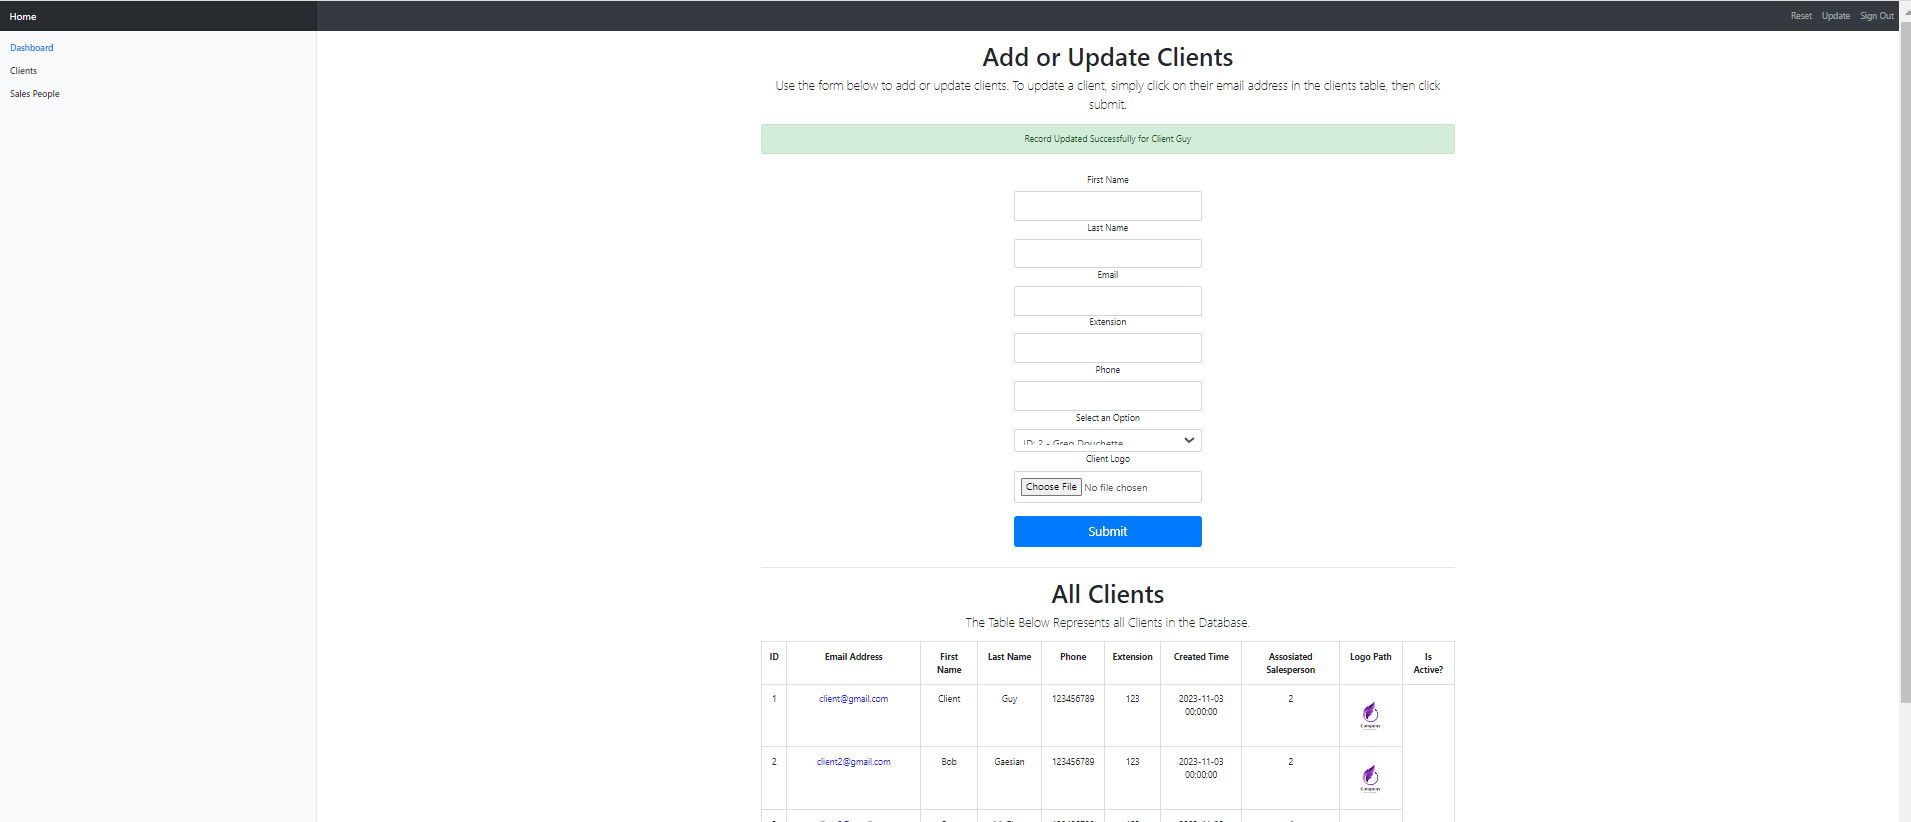 Home
Reset Update Sign Out
Dashboard
Clients
Sales People
Add or Update Clients
Use the form below to add or update clients. To update a client, simply click on their email address in the clients table, then click
submit.
Record Updated Successfully for Client Guy
First Name
Last Name
Email
Extension
Phone
Select an Option
ID: 2 - Greg Douchette
Client Logo
Choose File No file chosen
Submit
All Clients
The Table Below Represents all Clients in the Database.
ID Email Address First Name Last Name Phone Extension Created Time Assosiated Salesperson Logo Path Is Active?
1 client@gmail.com Client Guy 123456789 123 2023-11-03 00:00:00 2 Company
2 client2@gmail.com Bob Gaesian 123456789 123 2023-11-03 00:00:00 2 Company